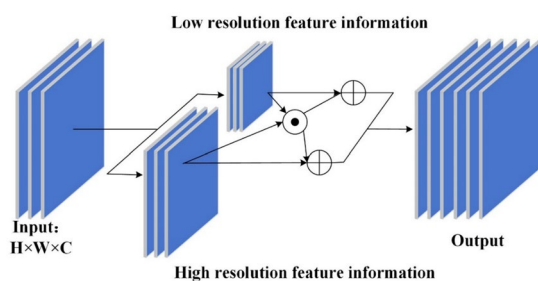 Low resolution feature information
Input:
H×W×C
Output
High resolution feature information